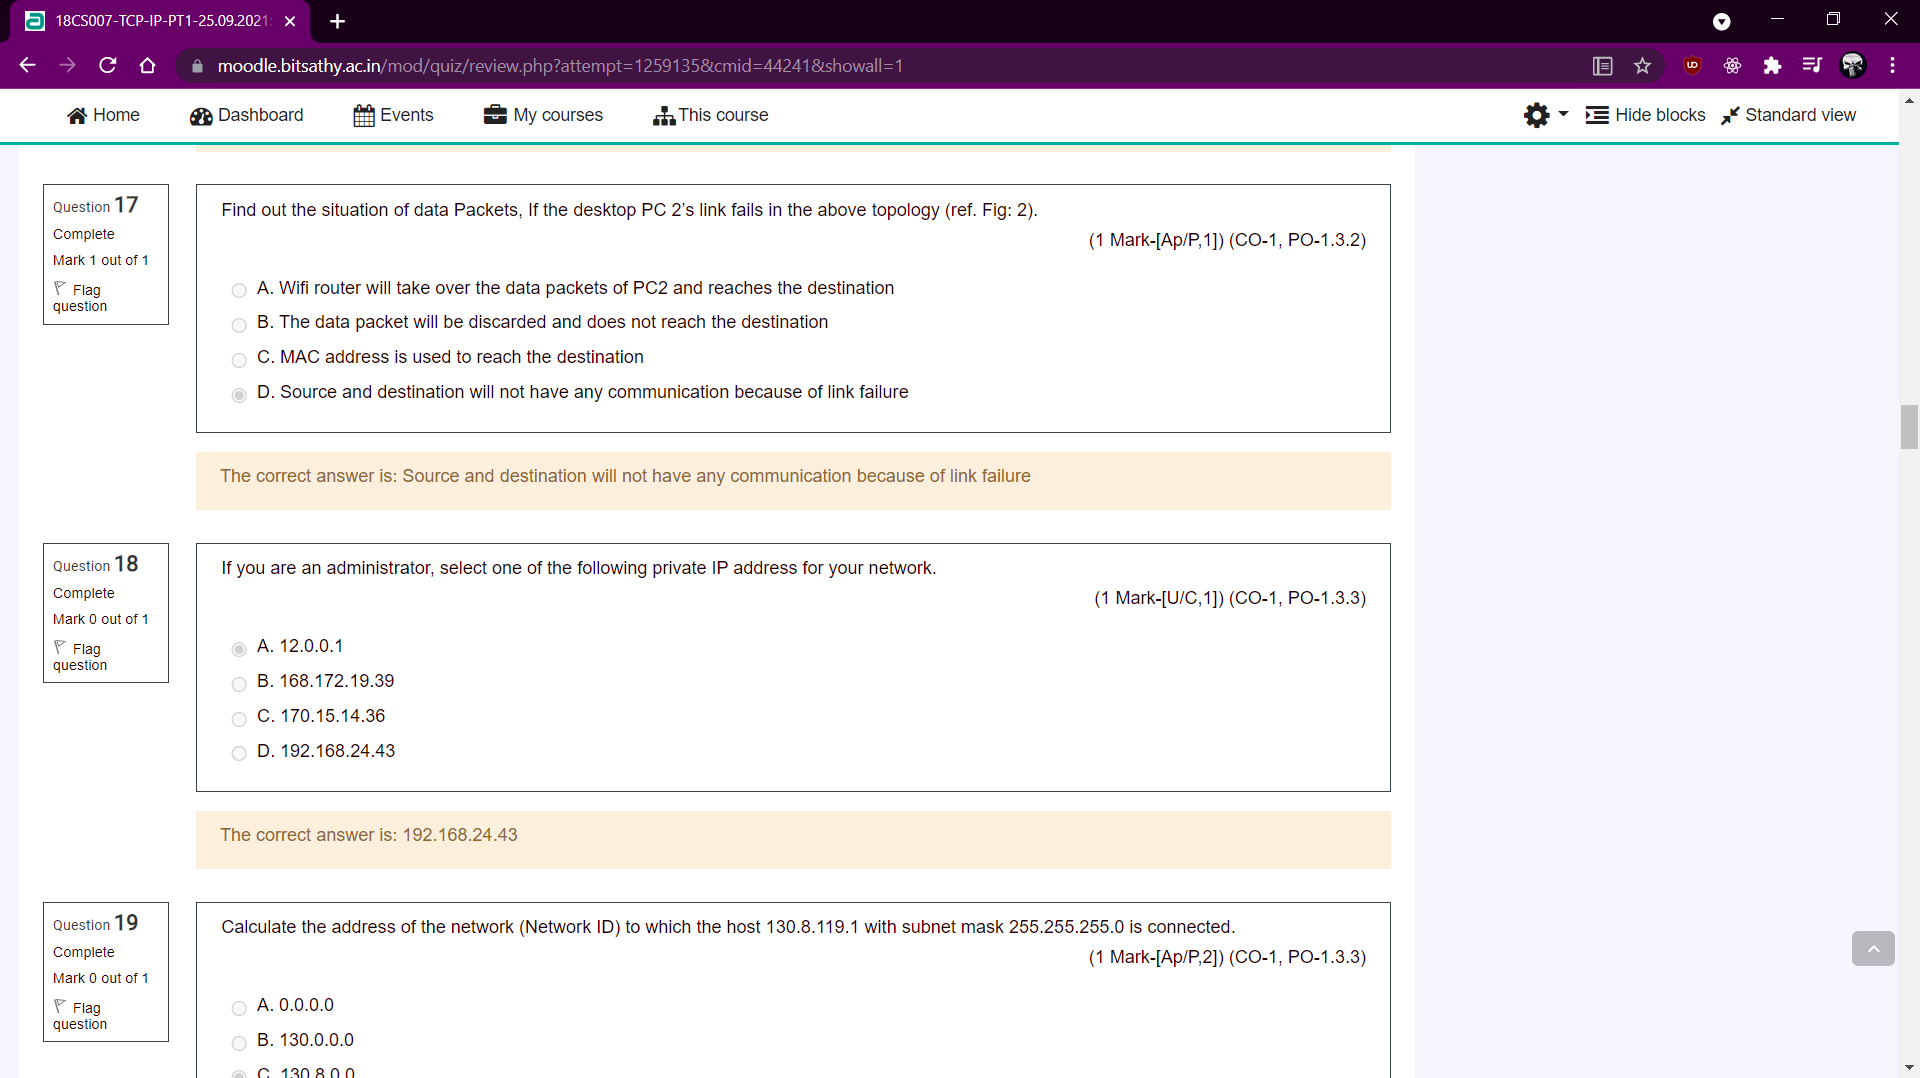 18CS007-TCP-IP-PT1-25.09.2021
moodle.bitsathy.ac.in/mod/quiz/review.php?attempt=1259135&cmid=44241&showall=1
Home
Dashboard
Events
My courses
This course
Hide blocks
Standard view
Question 17
Complete
Mark 1 out of 1
Flag
question
Find out the situation of data Packets, If the desktop PC 2’s link fails in the above topology (ref. Fig: 2).
(1 Mark-[Ap/P,1]) (CO-1, PO-1.3.2)
A. Wifi router will take over the data packets of PC2 and reaches the destination
B. The data packet will be discarded and does not reach the destination
C. MAC address is used to reach the destination
D. Source and destination will not have any communication because of link failure
The correct answer is: Source and destination will not have any communication because of link failure
Question 18
Complete
Mark 0 out of 1
Flag
question
If you are an administrator, select one of the following private IP address for your network.
(1 Mark-[U/C,1]) (CO-1, PO-1.3.3)
A. 12.0.0.1
B. 168.172.19.39
C. 170.15.14.36
D. 192.168.24.43
The correct answer is: 192.168.24.43
Question 19
Complete
Mark 0 out of 1
Flag
question
Calculate the address of the network (Network ID) to which the host 130.8.119.1 with subnet mask 255.255.255.0 is connected.
(1 Mark-[Ap/P,2]) (CO-1, PO-1.3.3)
A. 0.0.0.0
B. 130.0.0.0
C. 130.8.0.0